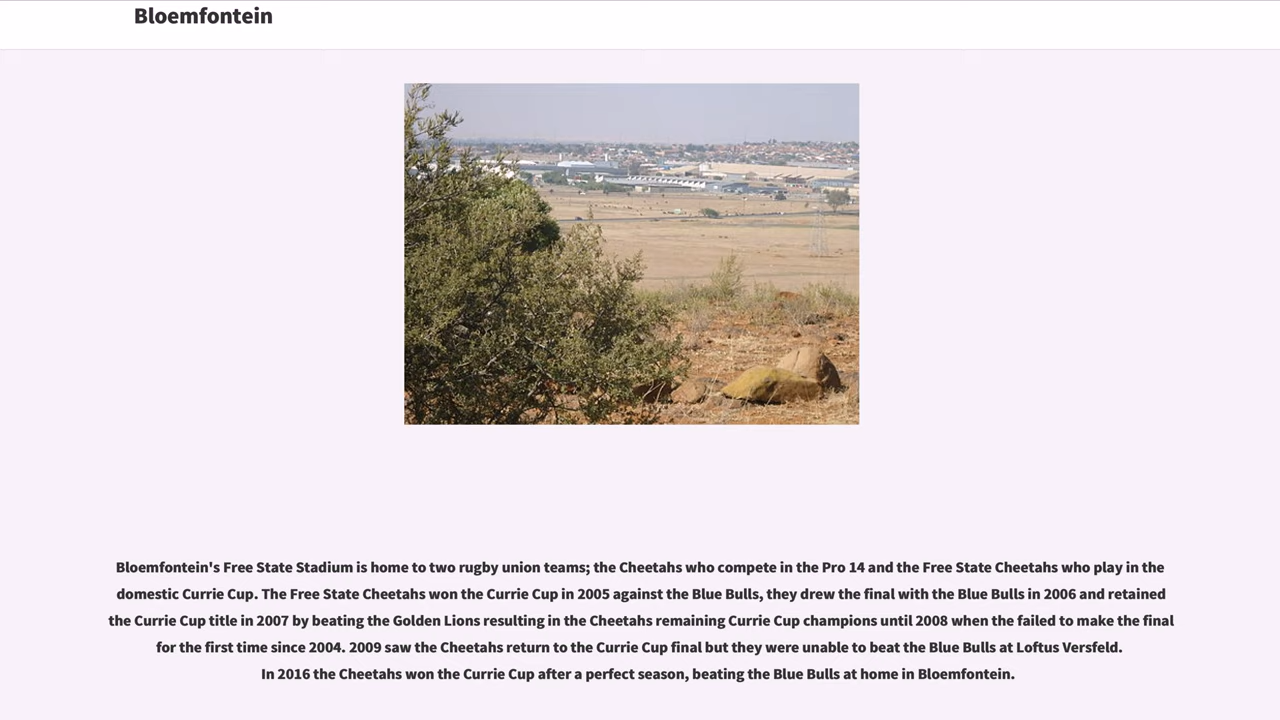 Bloemfontein
Bloemfontein's Free State Stadium is home to two rugby union teams; the Cheetahs who compete in the Pro 14 and the Free State Cheetahs who play in the
domestic Currie Cup. The Free State Cheetahs won the Currie Cup in 2005 against the Blue Bulls, they drew the final with the Blue Bulls in 2006 and retained
the Currie Cup title in 2007 by beating the Golden Lions resulting in the Cheetahs remaining Currie Cup champions until 2008 when the failed to make the final
for the first time since 2004. 2009 saw the Cheetahs return to the Currie Cup final but they were unable to beat the Blue Bulls at Loftus Versfeld.
In 2016 the Cheetahs won the Currie Cup after a perfect season, beating the Blue Bulls at home in Bloemfontein.